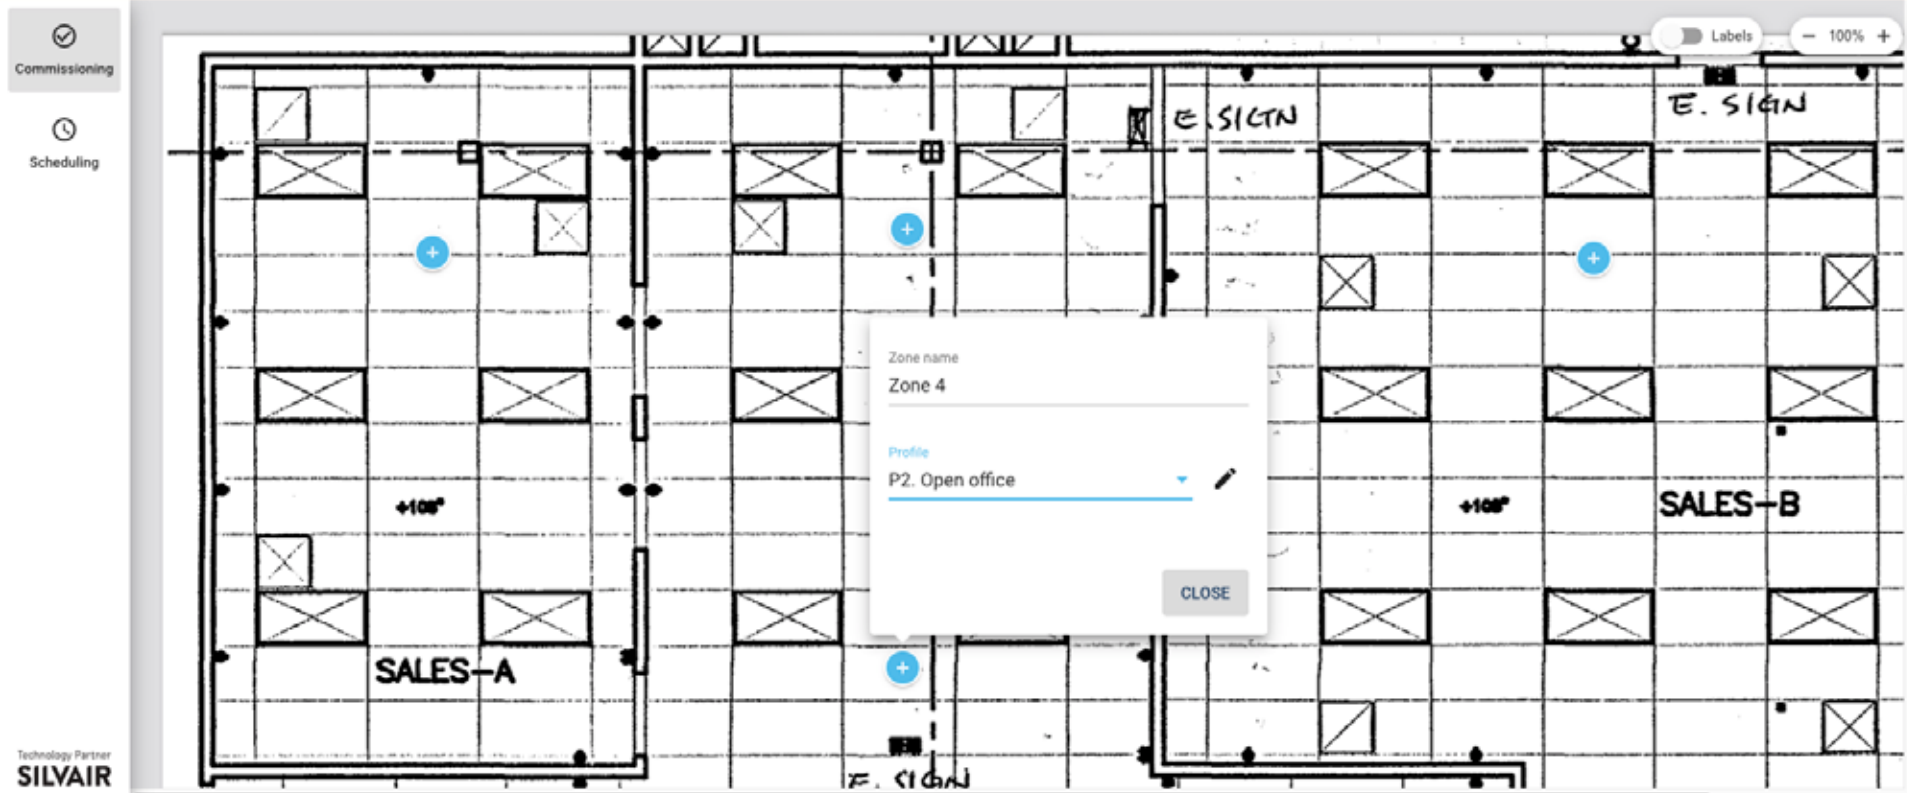 Commissioning
Scheduling
Technology Partner
SILVAIR
Labels
100%
E. SIGN
E. SIGN
Zone name
Zone 4
Profile
P2. Open office
CLOSE
+108"
+108"
SALES-B
SALES-A
E. SIGN